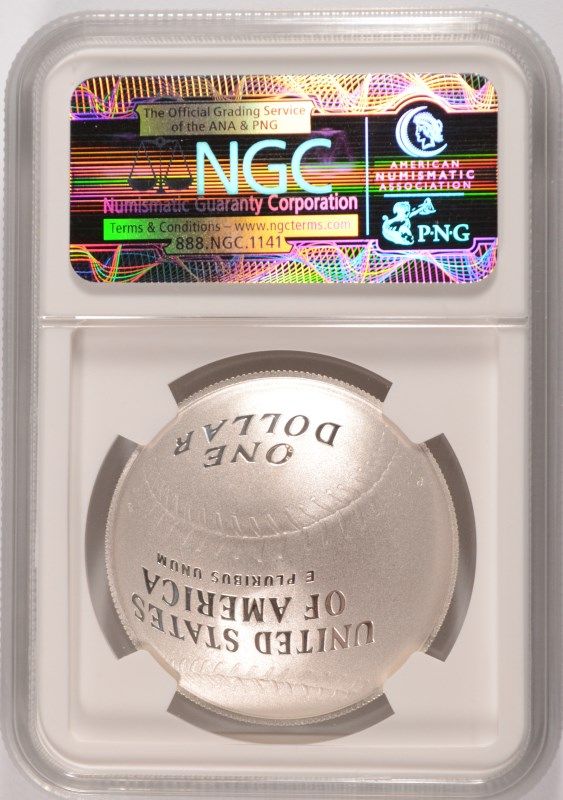 The Official Grading Service
of the ANA & PNG
NGC
Numismatic Guaranty Corporation
Terms & Conditions – www.ngcterms.com
888.NGC.1141
AMERICAN
NUMISMATIC
ASSOCIATION
PNG
UNITED STATES
OF AMERICA
E PLURIBUS UNUM
ONE
DOLLAR